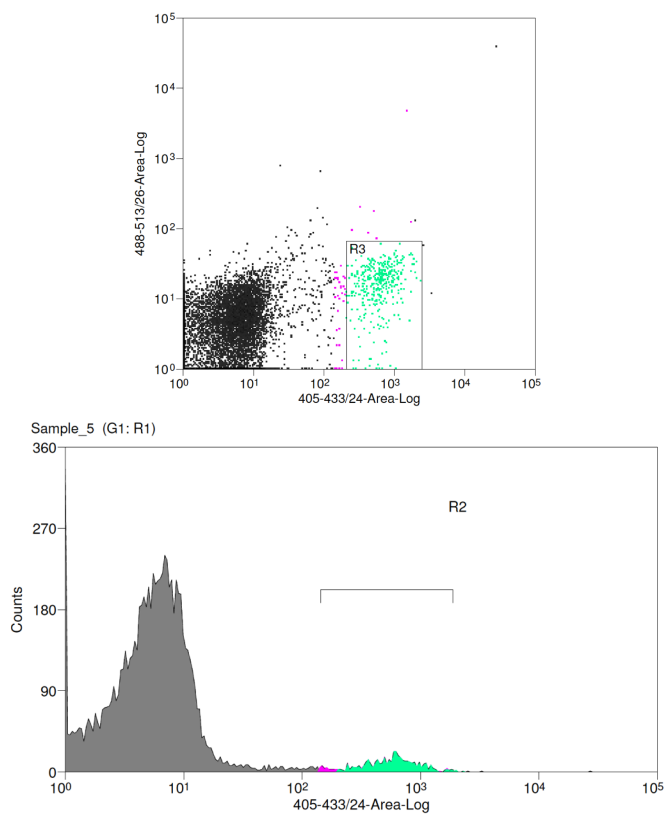 10⁵
10⁴
10³
10²
10¹
10⁰
488-513/26-Area-Log
R3
10⁰ 10¹ 10² 10³ 10⁴ 10⁵
405-433/24-Area-Log
Sample_5 (G1: R1)
360
270
180
90
0
Counts
R2
10⁰ 10¹ 10² 10³ 10⁴ 10⁵
405-433/24-Area-Log